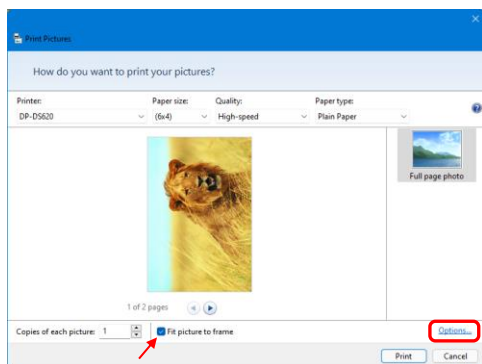 Print Pictures
How do you want to print your pictures?
Printer: Paper size: Quality: Paper type:
DP-DS620 (6x4) High-speed Plain Paper
Full page photo
1 of 2 pages
Copies of each picture: 1 Fit picture to frame Options...
Print Cancel